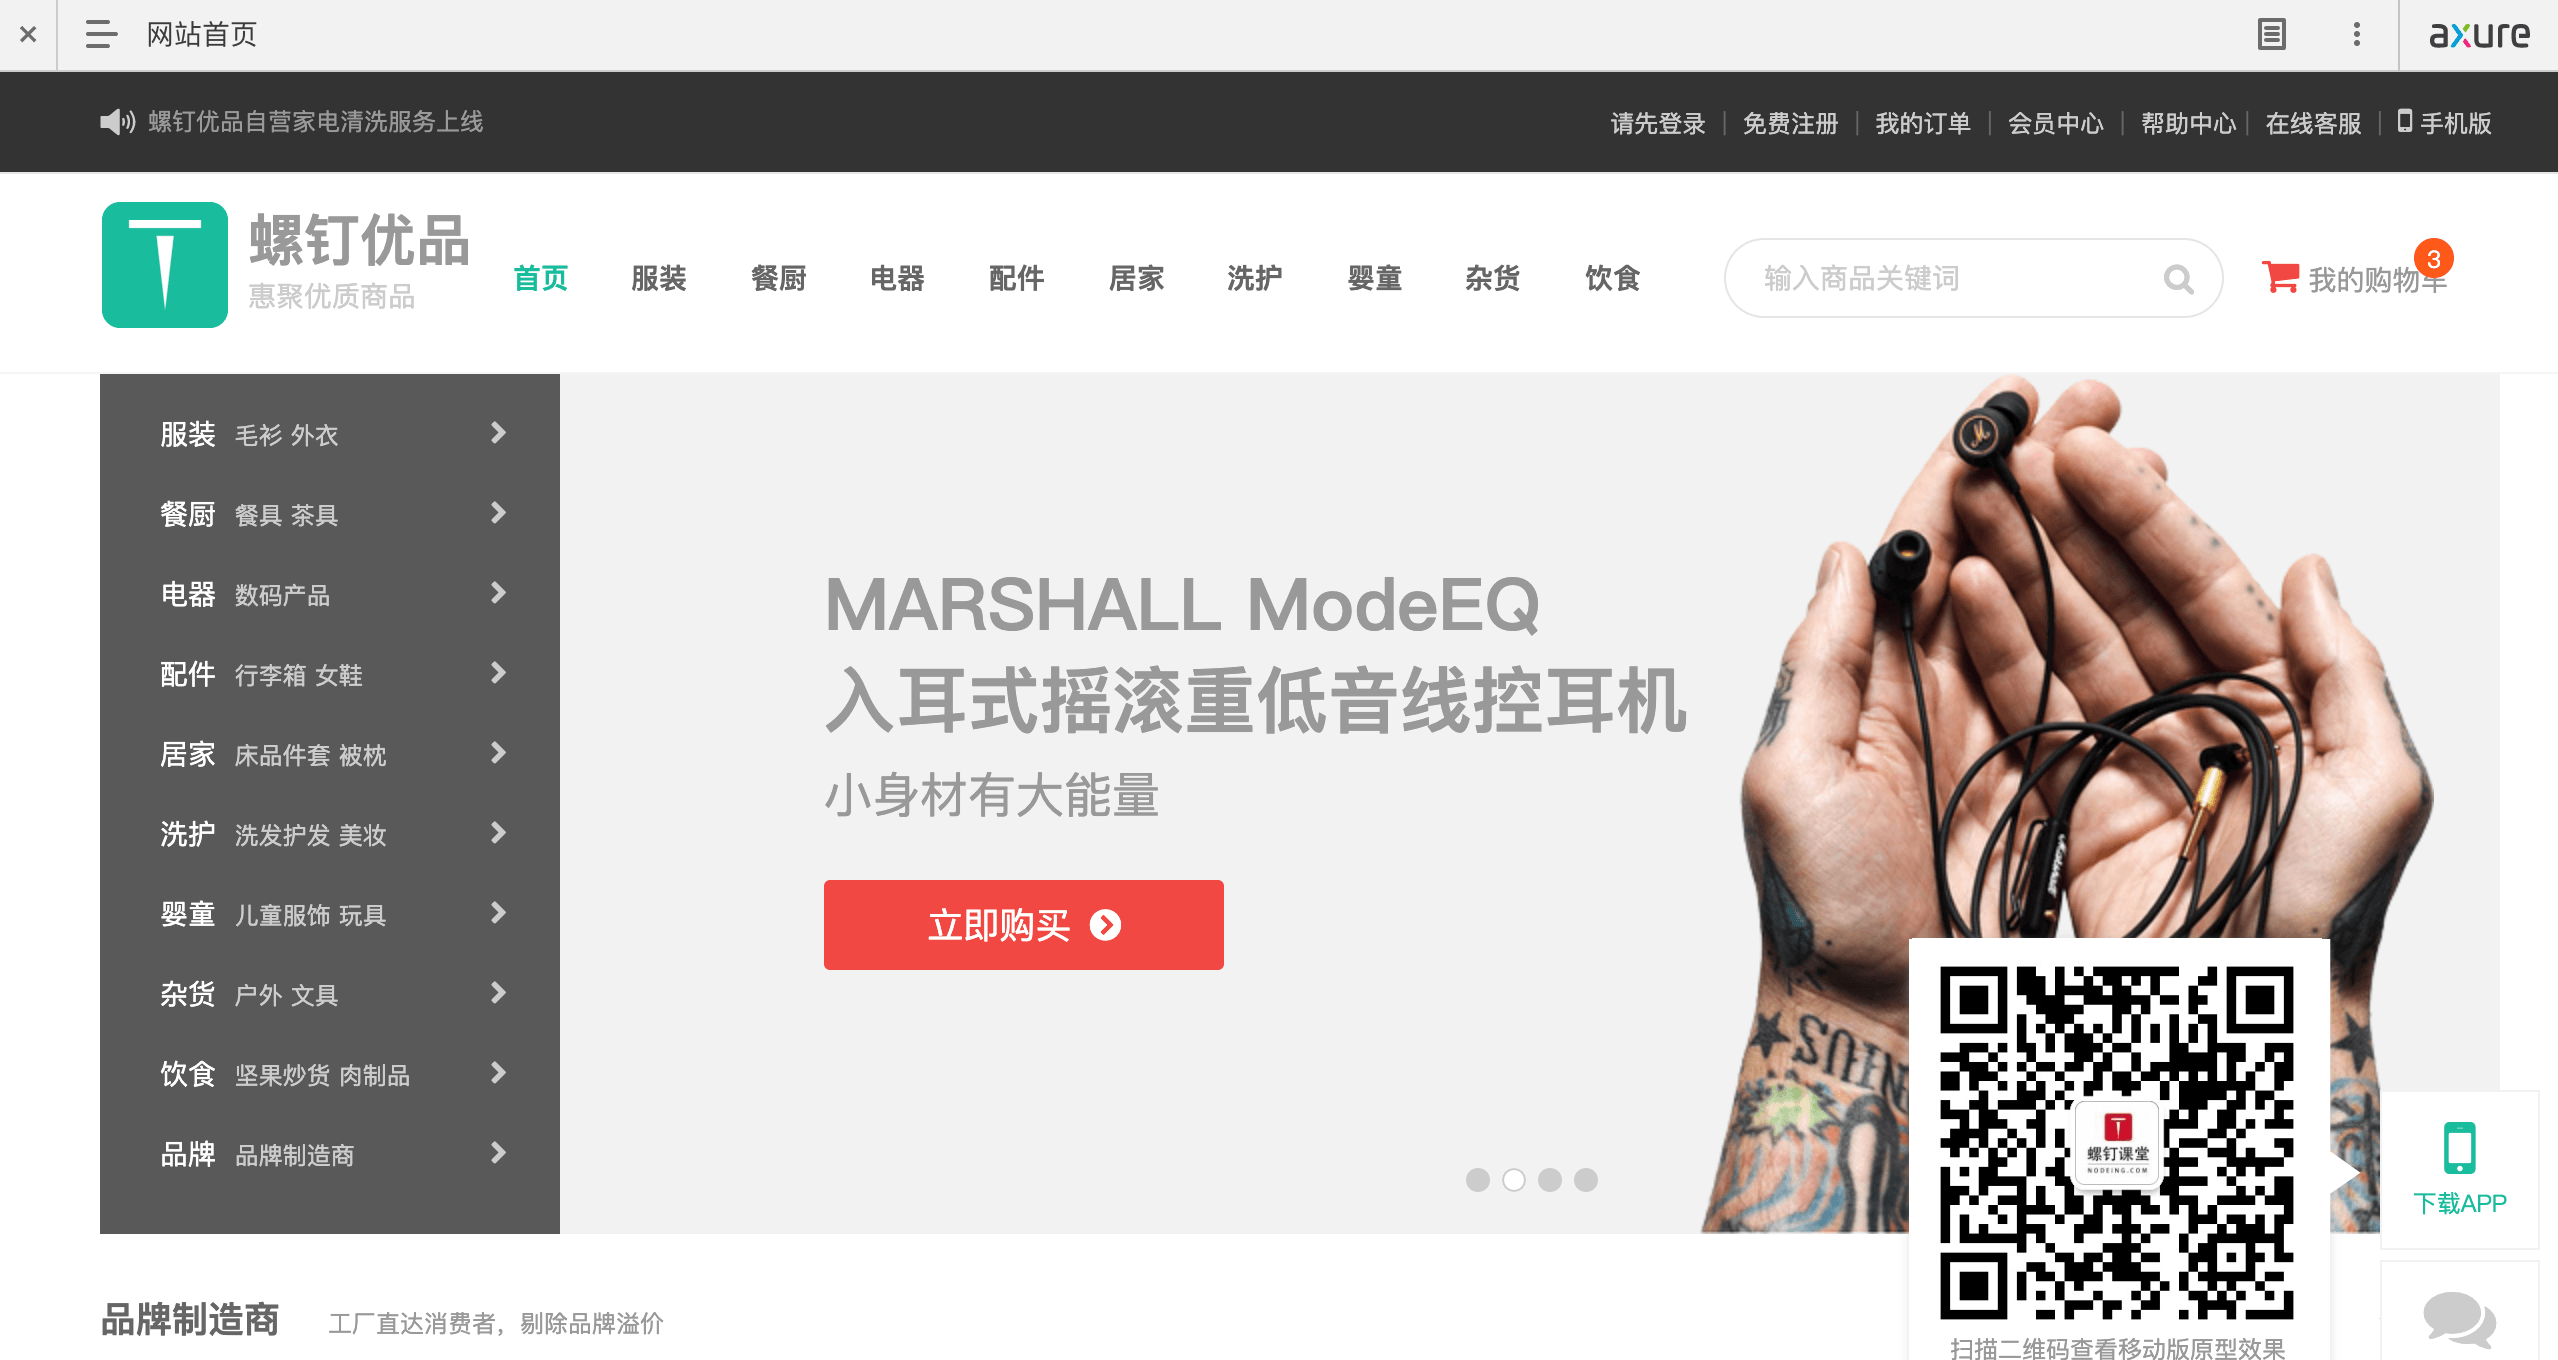 网站首页
axure
螺钉优品自营家电清洗服务上线
请先登录 | 免费注册 | 我的订单 | 会员中心 | 帮助中心 | 在线客服 | 手机版
螺钉优品
惠聚优质商品
首页 服装 餐厨 电器 配件 居家 洗护 婴童 杂货 饮食
输入商品关键词
我的购物车
3
服装 毛衫 外衣
餐厨 餐具 茶具
电器 数码产品
配件 行李箱 女鞋
居家 床品件套 被枕
洗护 洗发护发 美妆
婴童 儿童服饰 玩具
杂货 户外 文具
饮食 坚果炒货 肉制品
品牌 品牌制造商
MARSHALL ModeEQ
入耳式摇滚重低音线控耳机
小身材有大能量
立即购买
螺钉课堂
NODEING.COM
下载APP
扫描二维码查看移动版原型效果
品牌制造商 工厂直达消费者，剔除品牌溢价